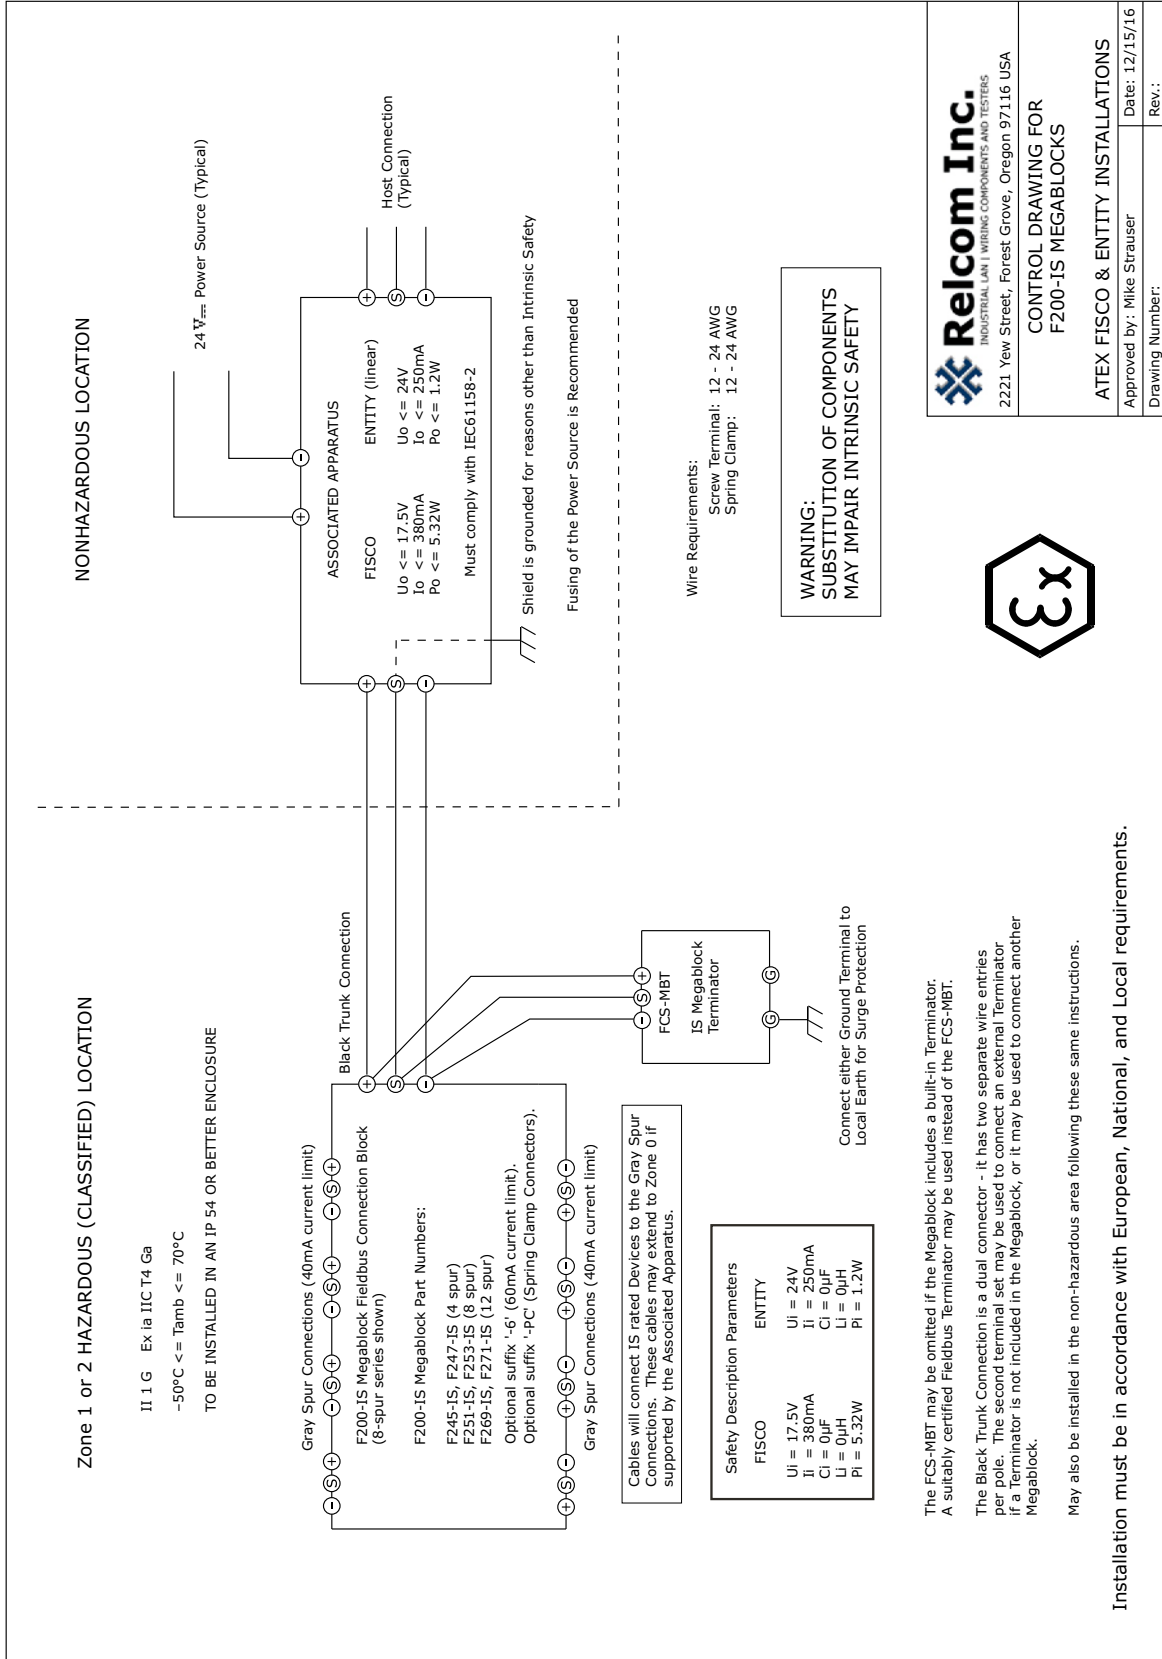 Zone 1 or 2 HAZARDOUS (CLASSIFIED) LOCATION
II 1 G Ex ia IIC T4 Ga
-50°C <= Tamb <= 70°C
TO BE INSTALLED IN AN IP 54 OR BETTER ENCLOSURE
Gray Spur Connections (40mA current limit)
- S + - S + - S + - S +
F200-IS Megablock Fieldbus Connection Block
(8-spur series shown)
F200-IS Megablock Part Numbers:
F245-IS, F247-IS (4 spur)
F251-IS, F253-IS (8 spur)
F269-IS, F271-IS (12 spur)
Optional suffix '-6' (60mA current limit).
Optional suffix '-PC' (Spring Clamp Connectors).
+ S - + S - + S - + S -
Gray Spur Connections (40mA current limit)
Black Trunk Connection
+
S
-
Cables will connect IS rated Devices to the Gray Spur
Connections. These cables may extend to Zone 0 if
supported by the Associated Apparatus.
- S +
FCS-MBT
IS Megablock
Terminator
G G
Connect either Ground Terminal to
Local Earth for Surge Protection
Safety Description Parameters
FISCO ENTITY
Ui = 17.5V Ui = 24V
Ii = 380mA Ii = 250mA
Ci = 0µF Ci = 0µF
Li = 0µH Li = 0µH
Pi = 5.32W Pi = 1.2W
The FCS-MBT may be omitted if the Megablock includes a built-in Terminator.
A suitably certified Fieldbus Terminator may be used instead of the FCS-MBT.
The Black Trunk Connection is a dual connector - it has two separate wire entries
per pole. The second terminal set may be used to connect an external Terminator
if a Terminator is not included in the Megablock, or it may be used to connect another
Megablock.
May also be installed in the non-hazardous area following these same instructions.
Installation must be in accordance with European, National, and Local requirements.
NONHAZARDOUS LOCATION
24 V Power Source (Typical)
+ -
ASSOCIATED APPARATUS
FISCO ENTITY (linear)
Uo <= 17.5V Uo <= 24V
Io <= 380mA Io <= 250mA
Po <= 5.32W Po <= 1.2W
Must comply with IEC61158-2
+ +
S S
- -
Host Connection
(Typical)
Shield is grounded for reasons other than Intrinsic Safety
Fusing of the Power Source is Recommended
Wire Requirements:
Screw Terminal: 12 - 24 AWG
Spring Clamp: 12 - 24 AWG
WARNING:
SUBSTITUTION OF COMPONENTS
MAY IMPAIR INTRINSIC SAFETY
Ex
Relcom Inc.
INDUSTRIAL LAN | WIRING COMPONENTS AND TESTERS
2221 Yew Street, Forest Grove, Oregon 97116 USA
CONTROL DRAWING FOR
F200-IS MEGABLOCKS
ATEX FISCO & ENTITY INSTALLATIONS
Approved by: Mike Strauser Date: 12/15/16
Drawing Number: Rev.: